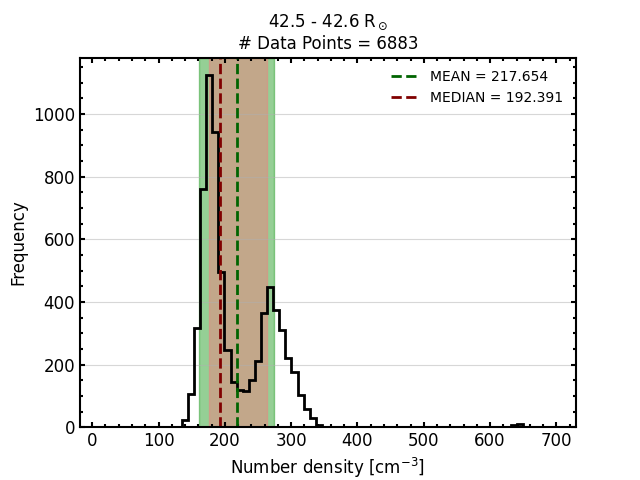 42.5 - 42.6 R⊙
# Data Points = 6883
MEAN = 217.654
MEDIAN = 192.391
Frequency
1000
800
600
400
200
0
0 100 200 300 400 500 600 700
Number density [cm⁻³]